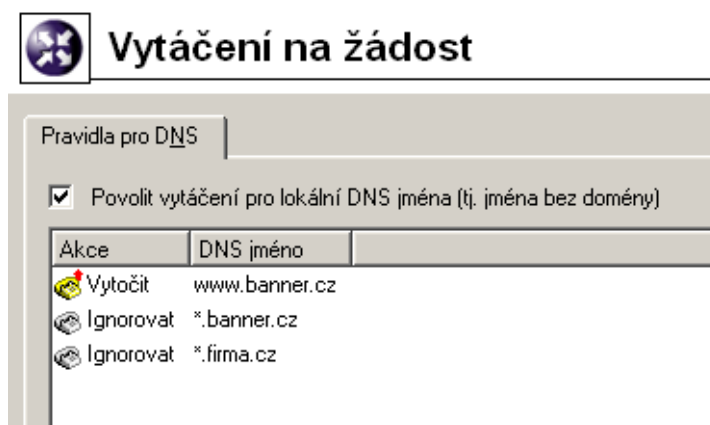 Vytáčení na žádost
Pravidla pro DNS
Povolit vytáčení pro lokální DNS jména (tj. jména bez domény)
Akce DNS jméno
Vytočit www.banner.cz
Ignorovat *.banner.cz
Ignorovat *.firma.cz